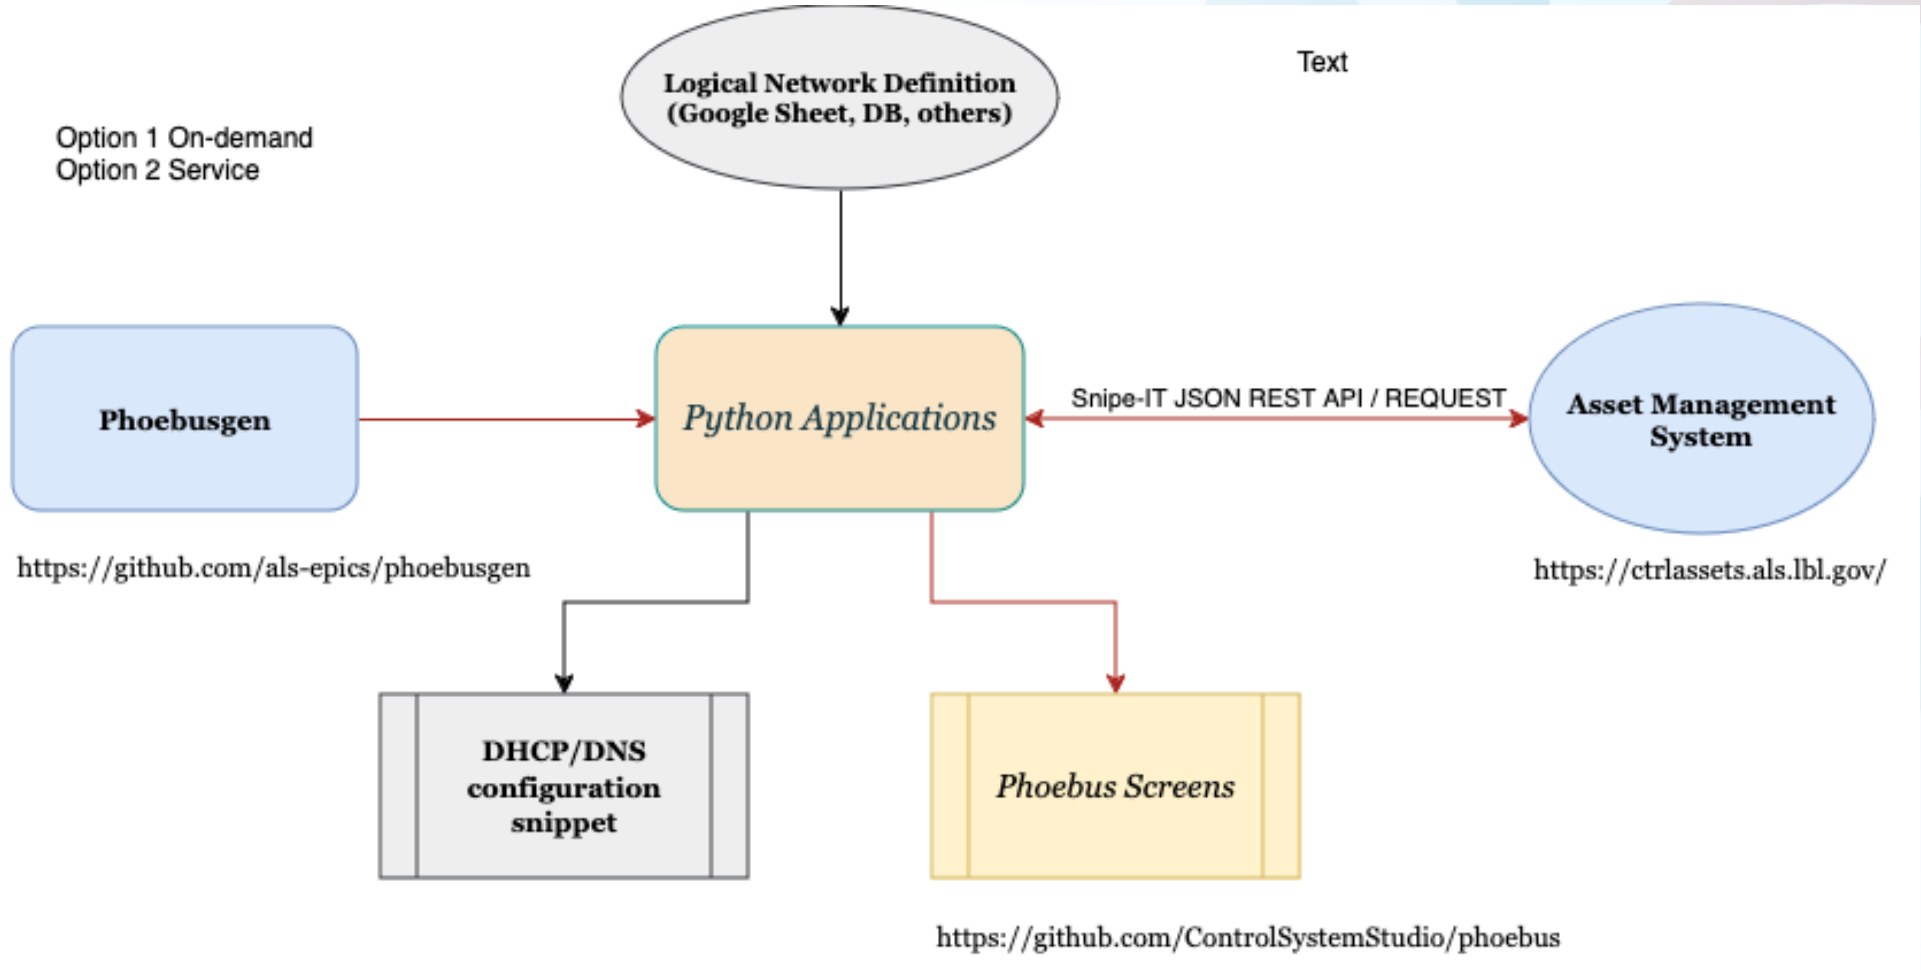 Text
Logical Network Definition
(Google Sheet, DB, others)
Option 1 On-demand
Option 2 Service
Phoebusgen
Python Applications
Snipe-IT JSON REST API / REQUEST
Asset Management
System
https://github.com/als-epics/phoebusgen
https://ctrlassets.als.lbl.gov/
DHCP/DNS
configuration
snippet
Phoebus Screens
https://github.com/ControlSystemStudio/phoebus